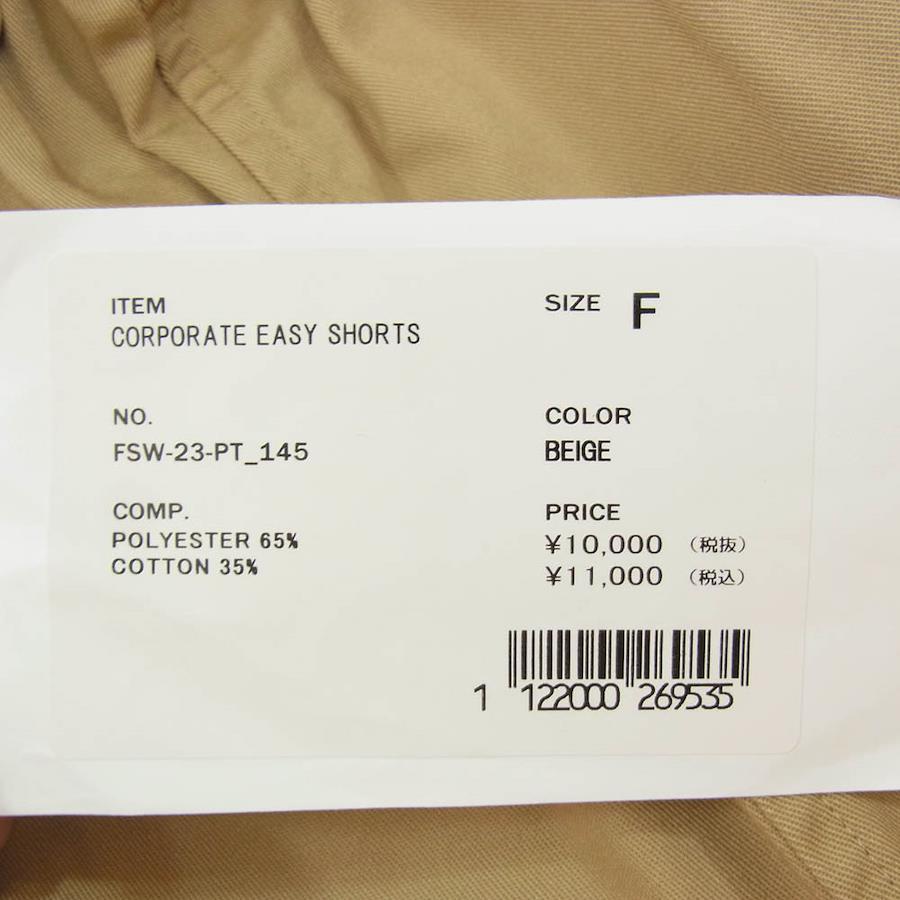 ITEM
CORPORATE EASY SHORTS
SIZE F
NO.
FSW-23-PT_145
COLOR
BEIGE
COMP.
POLYESTER 65%
COTTON 35%
PRICE
¥10,000 (税抜)
¥11,000 (税込)
1 122000 269535